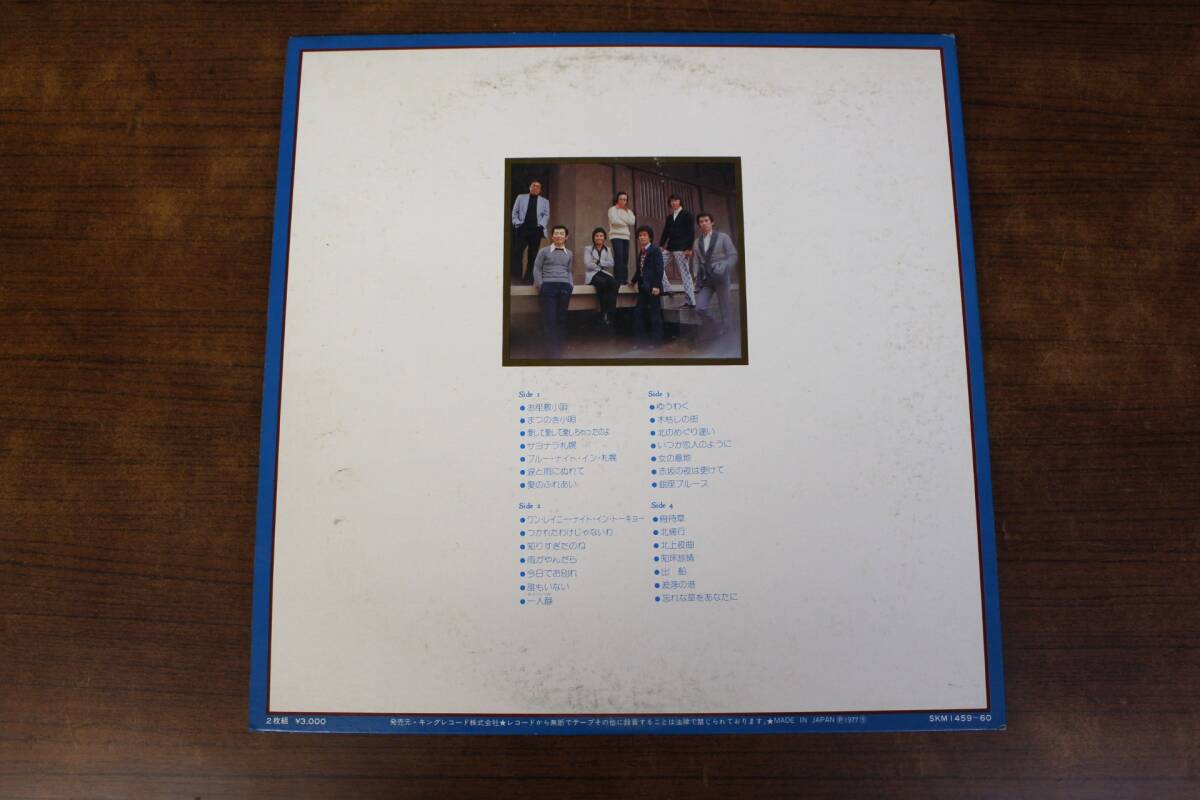 Side 1
●お座敷小唄
●まつのき小唄
●愛して愛して愛しちゃったのよ
●サヨナラ札幌
●ブルー・ナイト・イン・札幌
●涙と雨にぬれて
●愛のふれあい
Side 2
●ワン・レイニー・ナイト・イン・トーキョー
●つかれたわけじゃないわ
●知りすぎたのね
●雨がやんだら
●今日でお別れ
●誰もいない
●一人静
Side 3
●ゆうわく
●木枯しの街
●北のめぐり逢い
●いつか恋人のように
●女の意地
●赤坂の夜は更けて
●銀座ブルース
Side 4
●宵待草
●北帰行
●北上夜曲
●知床旅情
●出船
●波浮の港
●忘れな草をあなたに
2枚組 ¥3,000
発売元・キングレコード株式会社★レコードから無断でテープその他に録音することは法律で禁じられております。★MADE IN JAPAN Ⓟ1977
SKM 1459~60